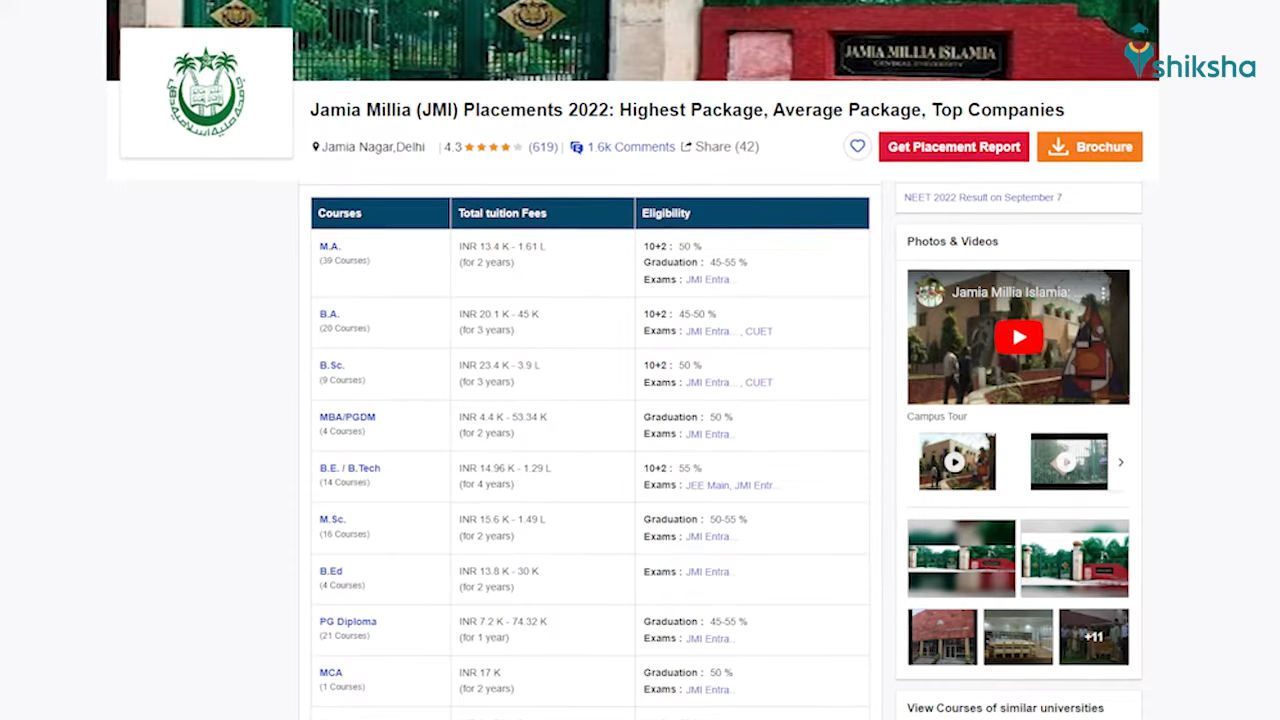 JAMIA MILLIA ISLAMIA
CENTRAL UNIVERSITY
shiksha
Jamia Millia (JMI) Placements 2022: Highest Package, Average Package, Top Companies
Jamia Nagar,Delhi | 4.3 (619) | 1.6k Comments Share (42)
Get Placement Report
Brochure
NEET 2022 Result on September 7
Courses Total tuition Fees Eligibility
M.A. INR 13.4 K - 1.61 L 10+2 : 50 %
(39 Courses) (for 2 years) Graduation : 45-55 %
Exams : JMI Entra..
B.A. INR 20.1 K - 45 K 10+2 : 45-50 %
(20 Courses) (for 3 years) Exams : JMI Entra..., CUET
B.Sc. INR 23.4 K - 3.9 L 10+2 : 50 %
(9 Courses) (for 3 years) Exams : JMI Entra..., CUET
MBA/PGDM INR 4.4 K - 53.34 K Graduation : 50 %
(4 Courses) (for 2 years) Exams : JMI Entra..
B.E. / B.Tech INR 14.96 K - 1.29 L 10+2 : 55 %
(14 Courses) (for 4 years) Exams : JEE Main, JMI Entr...
M.Sc. INR 15.6 K - 1.49 L Graduation : 50-55 %
(16 Courses) (for 2 years) Exams : JMI Entra...
B.Ed INR 13.8 K - 30 K Exams : JMI Entra..
(4 Courses) (for 2 years)
PG Diploma INR 7.2 K - 74.32 K Graduation : 45-55 %
(21 Courses) (for 1 year) Exams : JMI Entra..
MCA INR 17 K Graduation : 50 %
(1 Courses) (for 2 years) Exams : JMI Entra..
Photos & Videos
Jamia Millia Islamia: ...
Campus Tour
+11
View Courses of similar universities